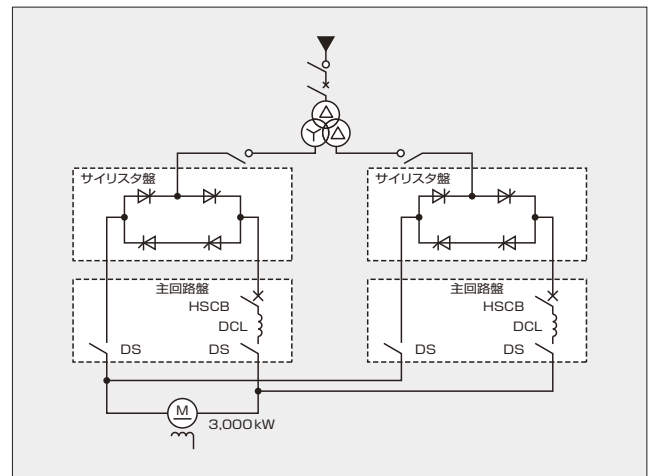 サイリスタ盤
サイリスタ盤
主回路盤
HSCB
DCL
DS
DS
主回路盤
HSCB
DCL
DS
DS
M
3,000kW